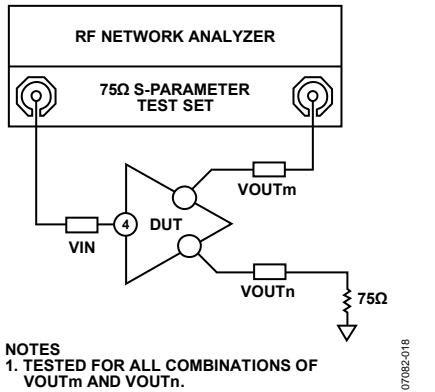 RF NETWORK ANALYZER
75Ω S-PARAMETER
TEST SET
VOUTm
4
DUT
VIN
VOUTn
75Ω
NOTES
1. TESTED FOR ALL COMBINATIONS OF
VOUTm AND VOUTn.
07082-018